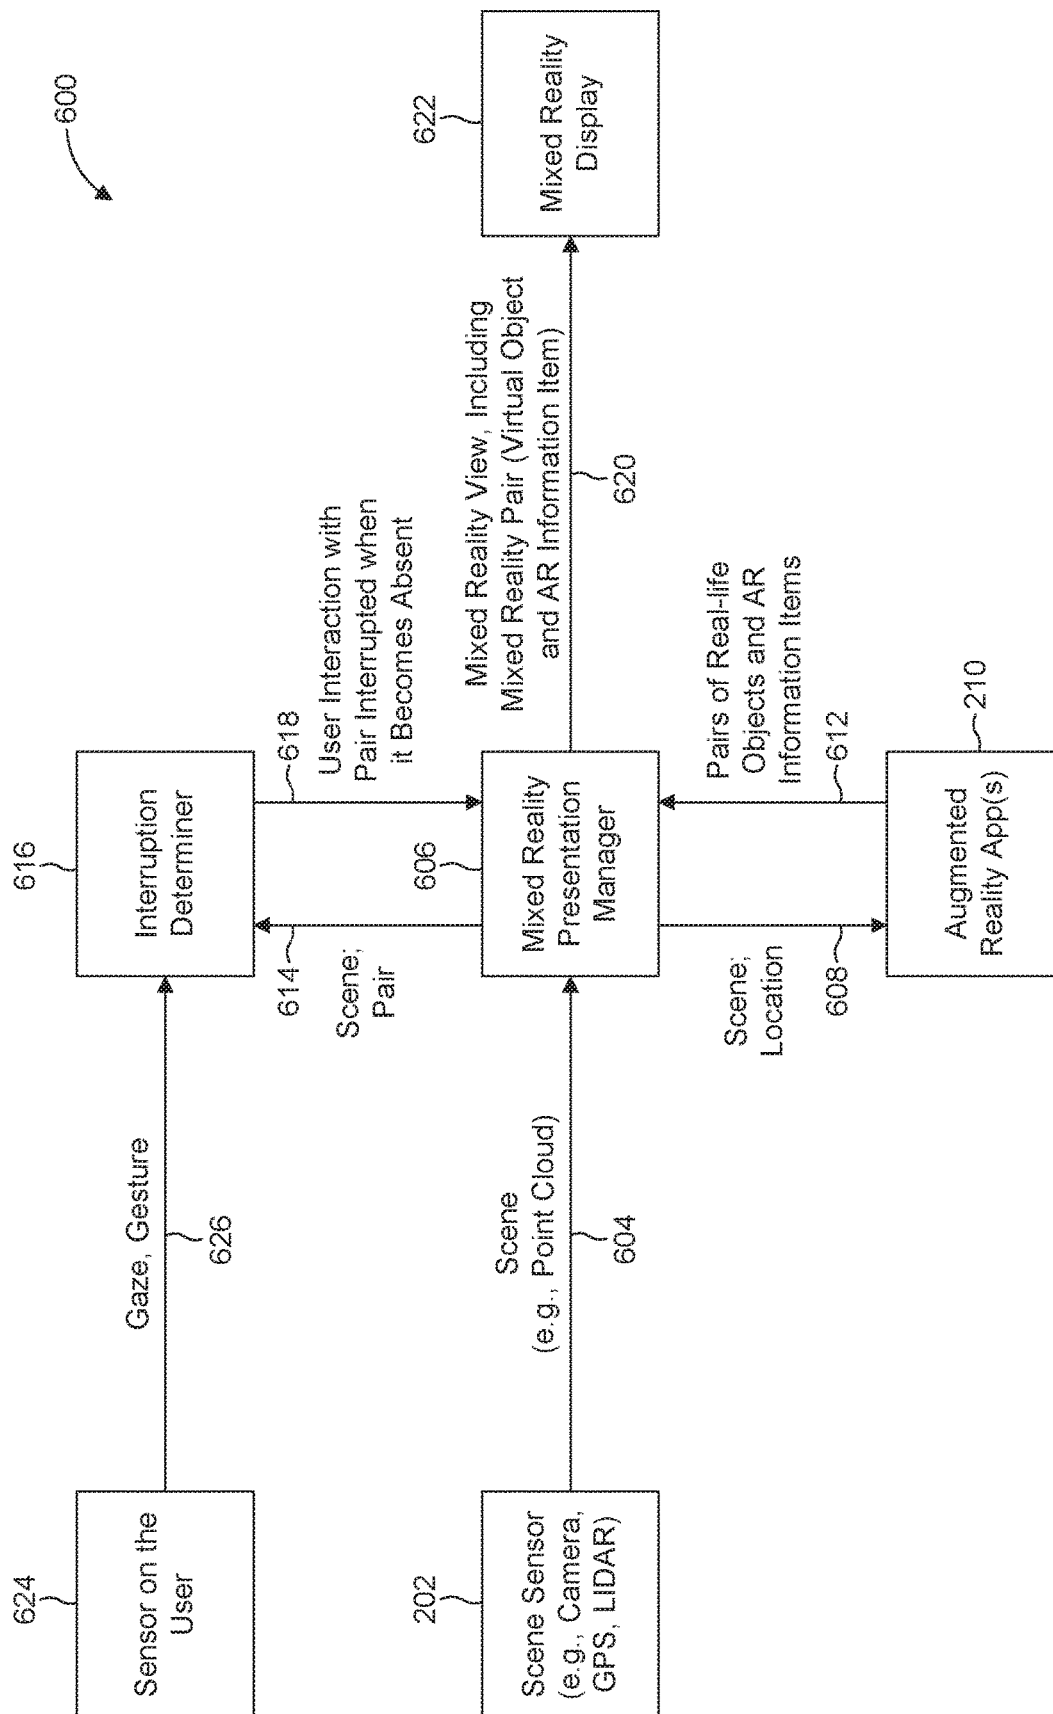 600
624
Sensor on the
User
Gaze, Gesture
626
616
Interruption
Determiner
614
Scene;
Pair
618
User Interaction with
Pair Interrupted when
it Becomes Absent
202
Scene Sensor
(e.g., Camera,
GPS, LIDAR)
Scene
(e.g., Point Cloud)
604
606
Mixed Reality
Presentation
Manager
Mixed Reality View, Including
Mixed Reality Pair (Virtual Object
and AR Information Item)
620
622
Mixed Reality
Display
Scene;
Location
608
Pairs of Real-life
Objects and AR
Information Items
612
210
Augmented
Reality App(s)